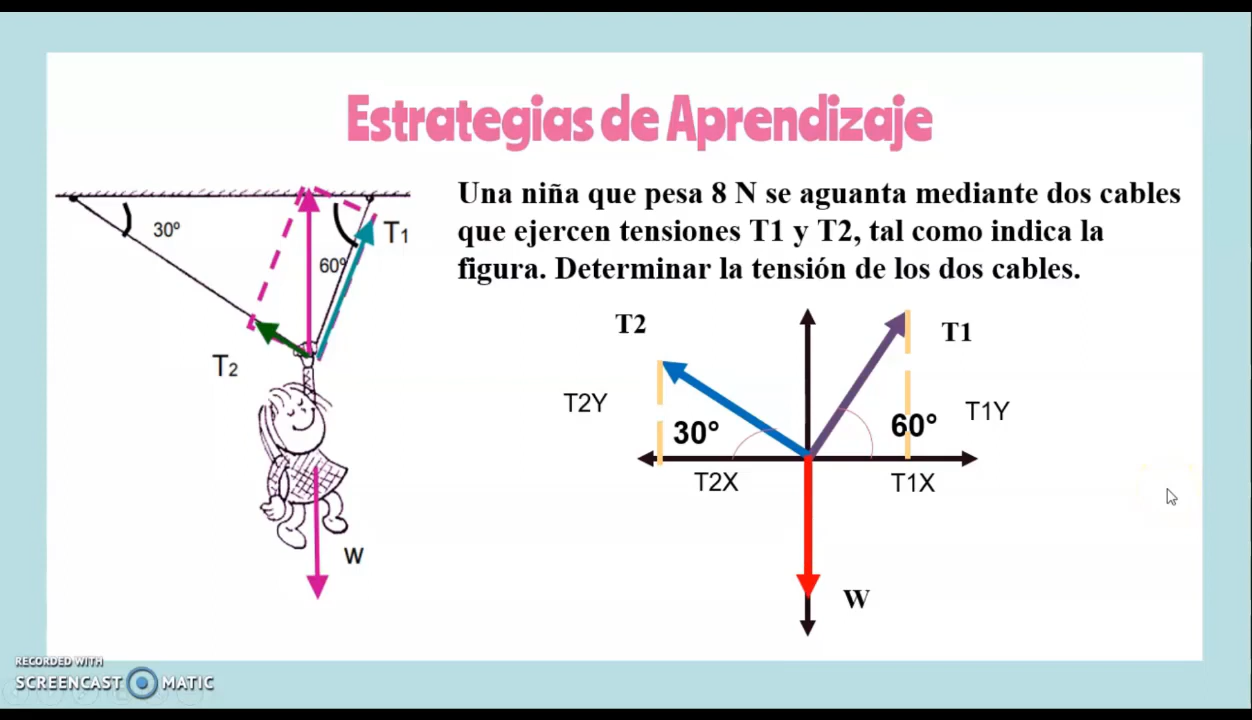 Estrategias de Aprendizaje
Una niña que pesa 8 N se aguanta mediante dos cables
que ejercen tensiones T1 y T2, tal como indica la
figura. Determinar la tensión de los dos cables.
30º
60º
T1
T2
W
T2
T1
T2Y
30°
60°
T1Y
T2X
T1X
W
RECORDED WITH
SCREENCAST MATIC